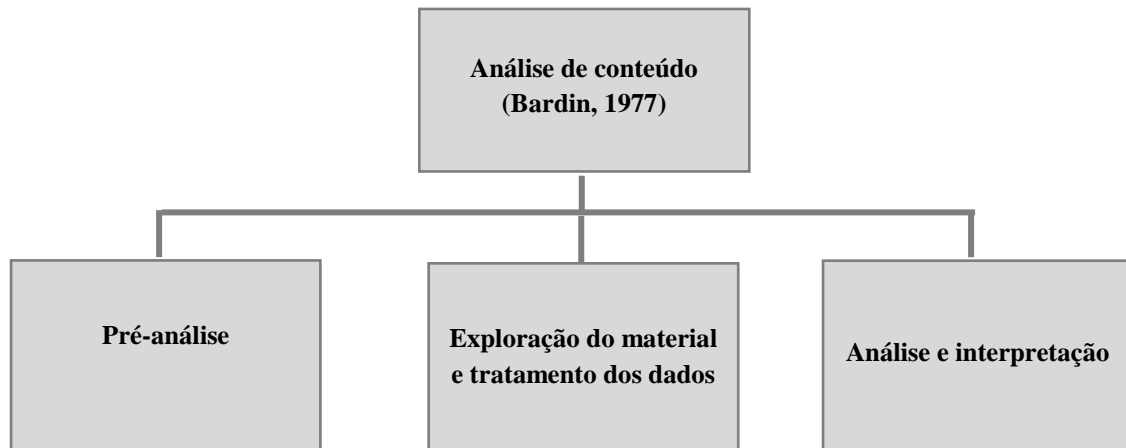 Análise de conteúdo
(Bardin, 1977)
Pré-análise
Exploração do material
e tratamento dos dados
Análise e interpretação